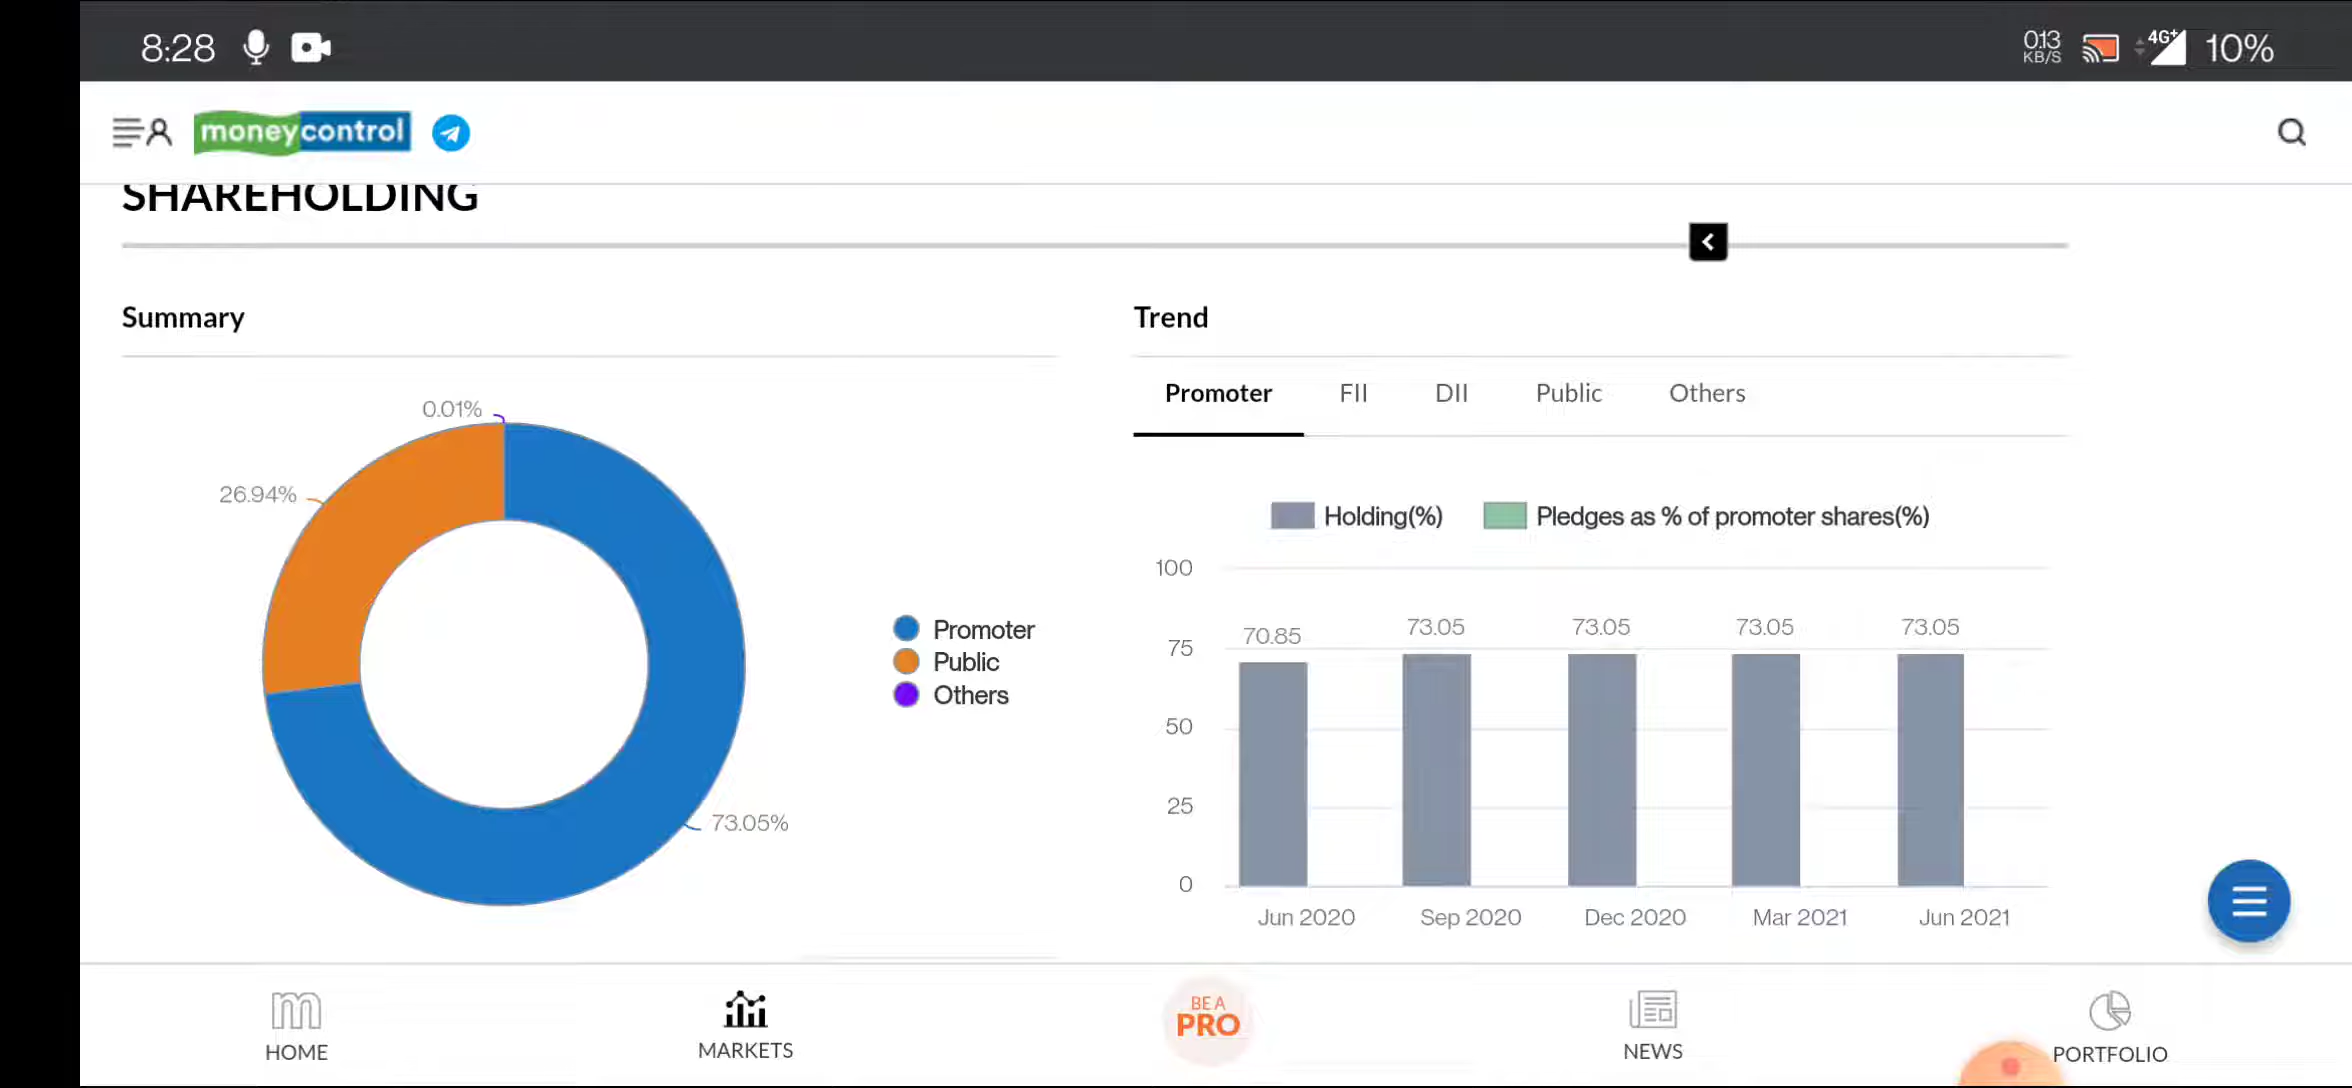 8:28
0.13
KB/S
4G+
10%
moneycontrol
SHAREHOLDING
Summary
0.01%
26.94%
73.05%
Promoter
Public
Others
Trend
Promoter FII DII Public Others
Holding(%) Pledges as % of promoter shares(%)
100
75
50
25
0
70.85 73.05 73.05 73.05 73.05
Jun 2020 Sep 2020 Dec 2020 Mar 2021 Jun 2021
HOME
MARKETS
BE A
PRO
NEWS
PORTFOLIO